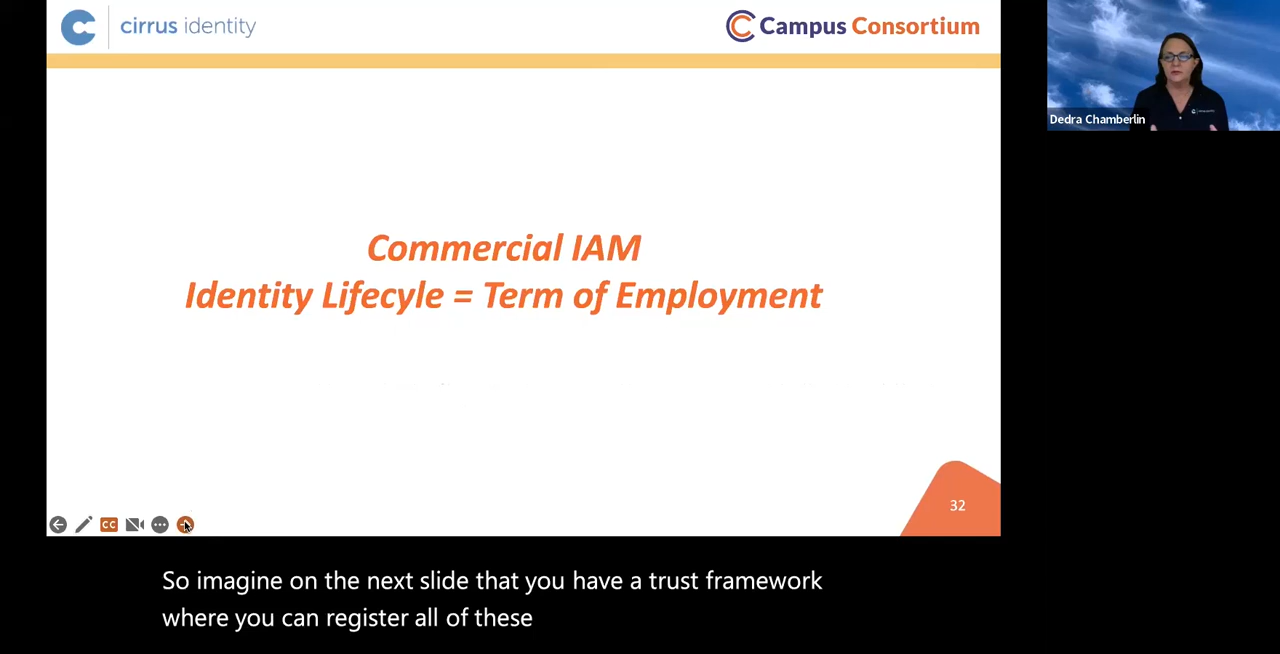 cirrus identity
Campus Consortium
Dedra Chamberlin
Commercial IAM
Identity Lifecyle = Term of Employment
32
CC
So imagine on the next slide that you have a trust framework
where you can register all of these